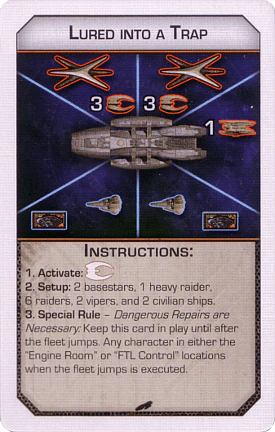 Lured into a Trap
3 3
1
Instructions:
1. Activate:
2. Setup: 2 basestars, 1 heavy raider,
6 raiders, 2 vipers, and 2 civilian ships.
3. Special Rule – Dangerous Repairs are
Necessary: Keep this card in play until after
the fleet jumps. Any character in either the
"Engine Room" or "FTL Control" locations
when the fleet jumps is executed.